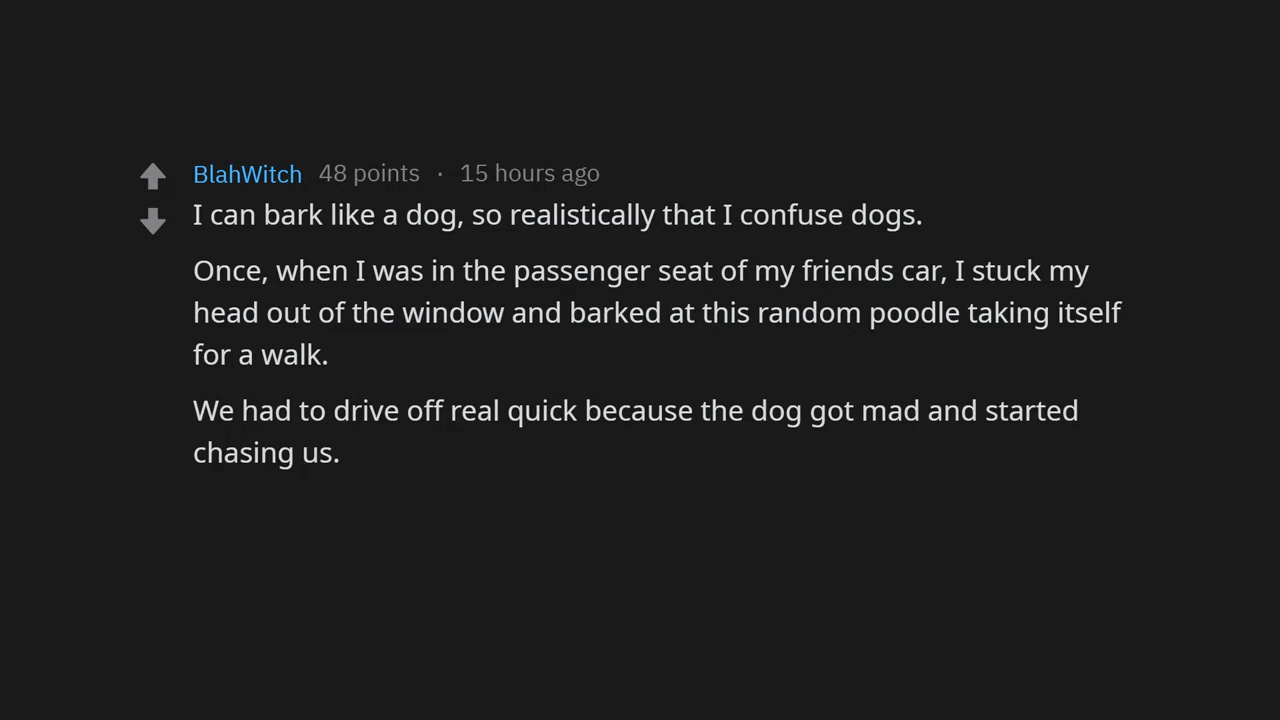 BlahWitch 48 points · 15 hours ago
I can bark like a dog, so realistically that I confuse dogs.
Once, when I was in the passenger seat of my friends car, I stuck my
head out of the window and barked at this random poodle taking itself
for a walk.
We had to drive off real quick because the dog got mad and started
chasing us.